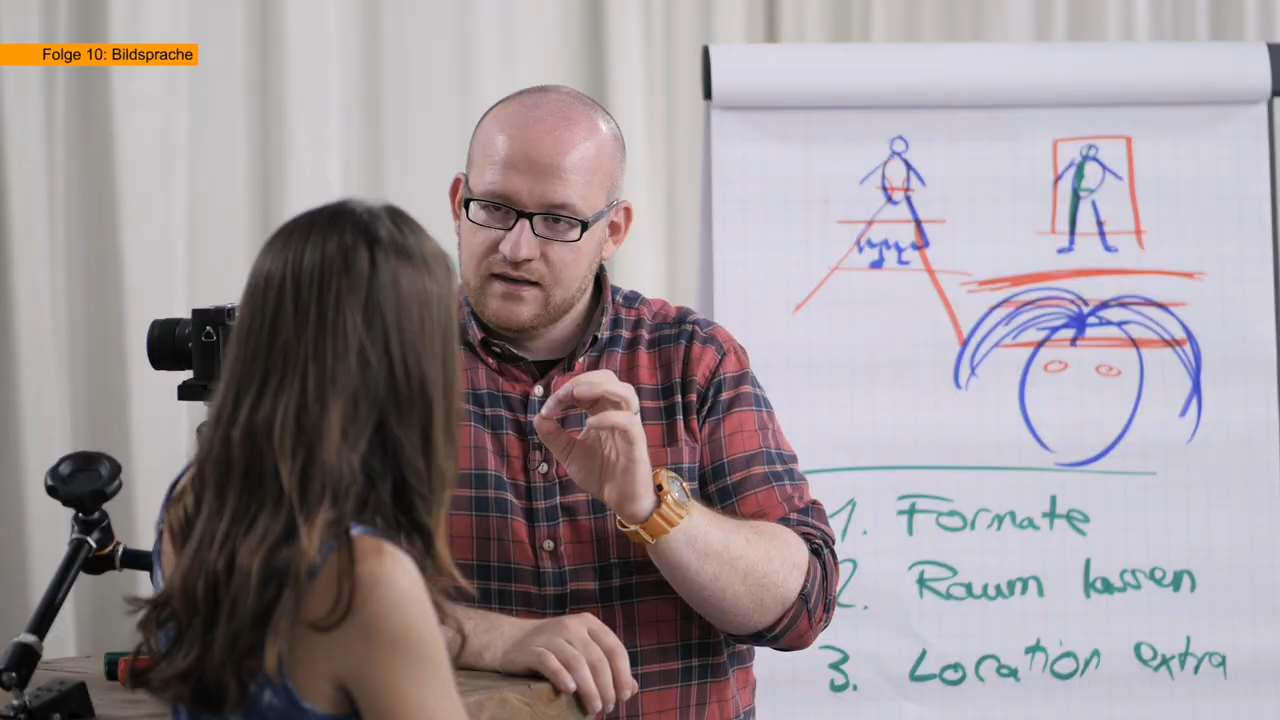 Folge 10: Bildsprache
1. Formate
2. Raum lassen
3. Location extra